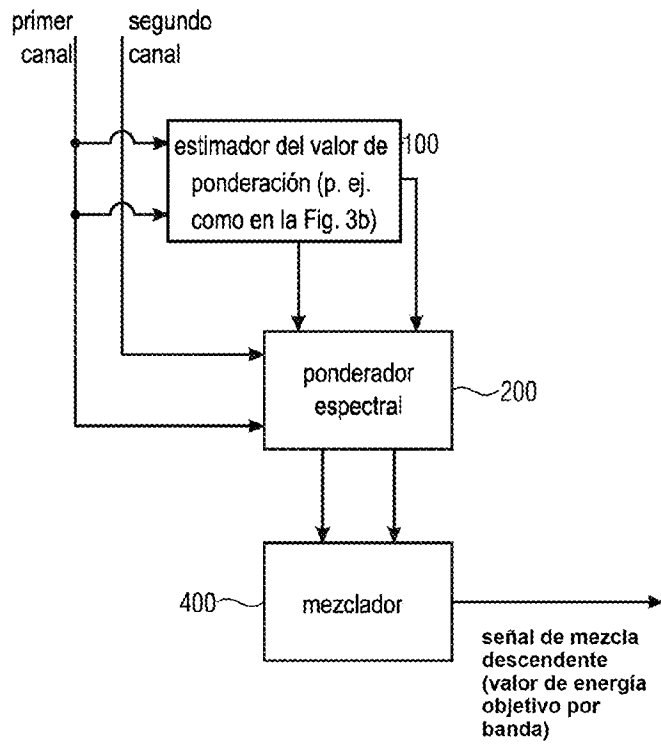 primer
canal
segundo
canal
estimador del valor de
ponderación (p. ej.
como en la Fig. 3b)
100
ponderador
espectral
200
mezclador
400
señal de mezcla
descendente
(valor de energía
objetivo por
banda)